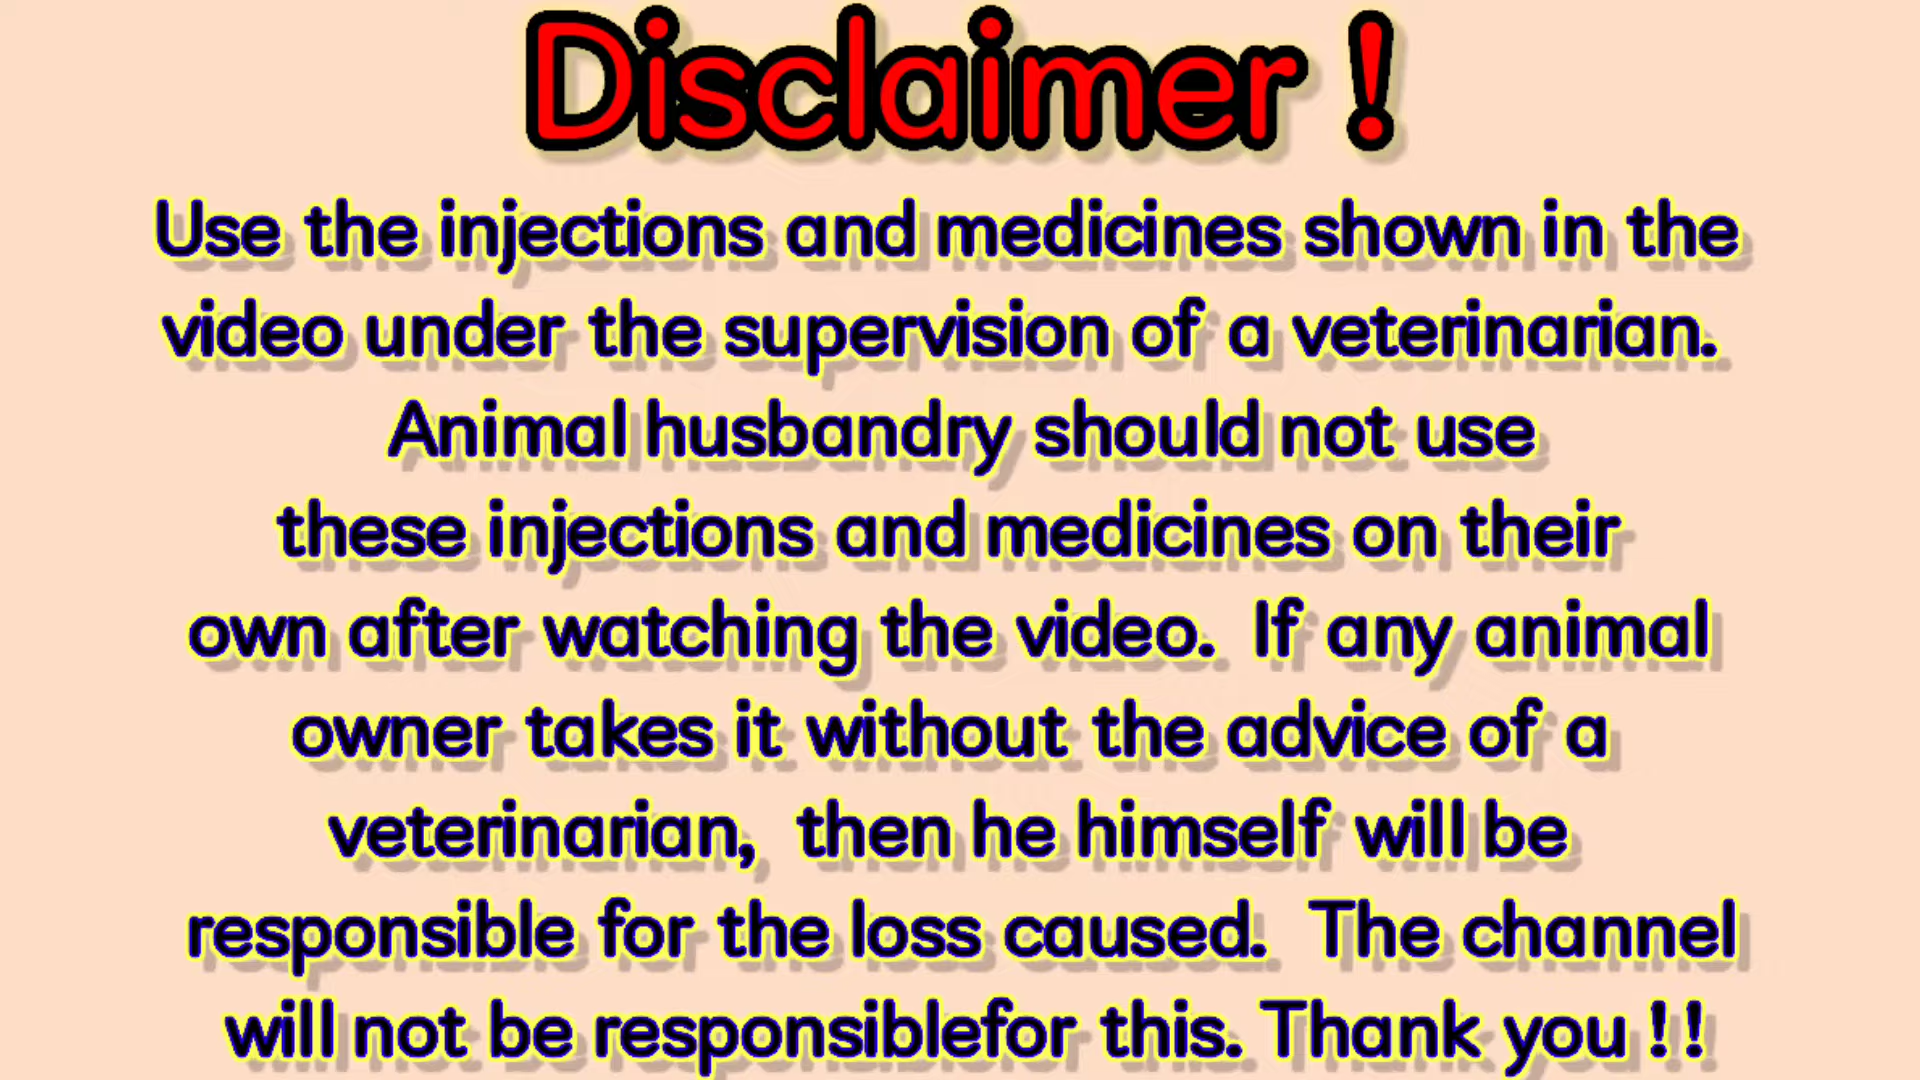 Disclaimer !
Use the injections and medicines shown in the
video under the supervision of a veterinarian.
Animal husbandry should not use
these injections and medicines on their
own after watching the video. If any animal
owner takes it without the advice of a
veterinarian, then he himself will be
responsible for the loss caused. The channel
will not be responsiblefor this. Thank you !!